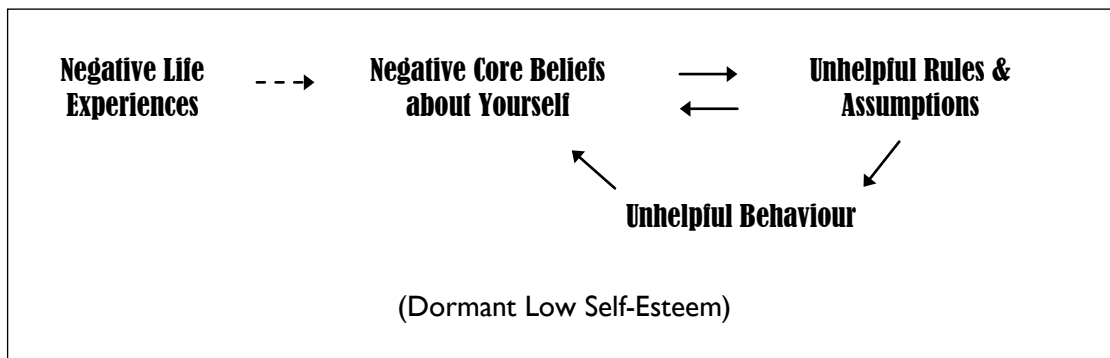 Negative Life
Experiences
Negative Core Beliefs
about Yourself
Unhelpful Rules &
Assumptions
Unhelpful Behaviour
(Dormant Low Self-Esteem)